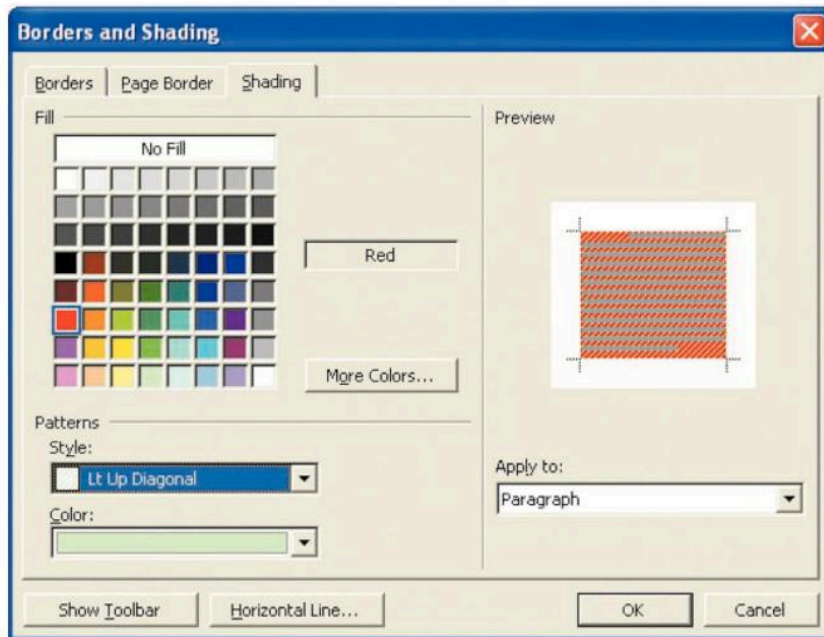 Borders and Shading
Borders
Page Border
Shading
Fill
No Fill
Red
More Colors...
Patterns
Style:
Lt Up Diagonal
Color:
Preview
Apply to:
Paragraph
Show Toolbar
Horizontal Line...
OK
Cancel